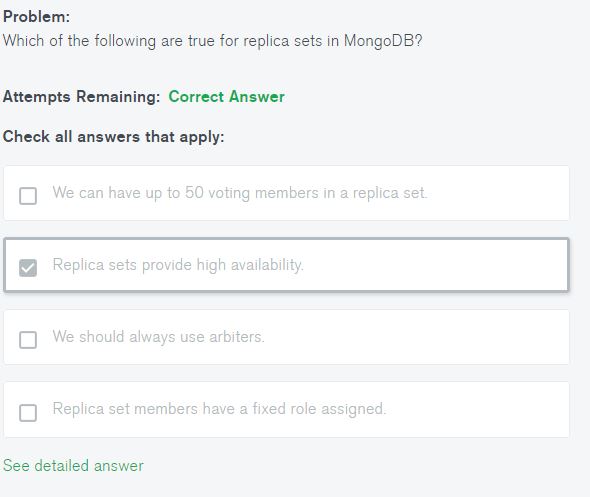 Problem:
Which of the following are true for replica sets in MongoDB?
Attempts Remaining: Correct Answer
Check all answers that apply:
We can have up to 50 voting members in a replica set.
Replica sets provide high availability.
We should always use arbiters.
Replica set members have a fixed role assigned.
See detailed answer